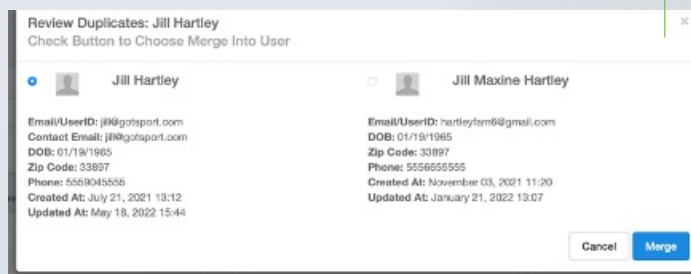 Review Duplicates: Jill Hartley
Check Button to Choose Merge Into User
Jill Hartley
Email/UserID: jill@gotsport.com
Contact Email: jill@gotsport.com
DOB: 01/19/1965
Zip Code: 33897
Phone: 5559045555
Created At: July 21, 2021 13:12
Updated At: May 18, 2022 15:44
Jill Maxine Hartley
Email/UserID: hartleyfam6@gmail.com
DOB: 01/19/1965
Zip Code: 33897
Phone: 5556655555
Created At: November 03, 2021 11:20
Updated At: January 21, 2022 13:07
Cancel
Merge